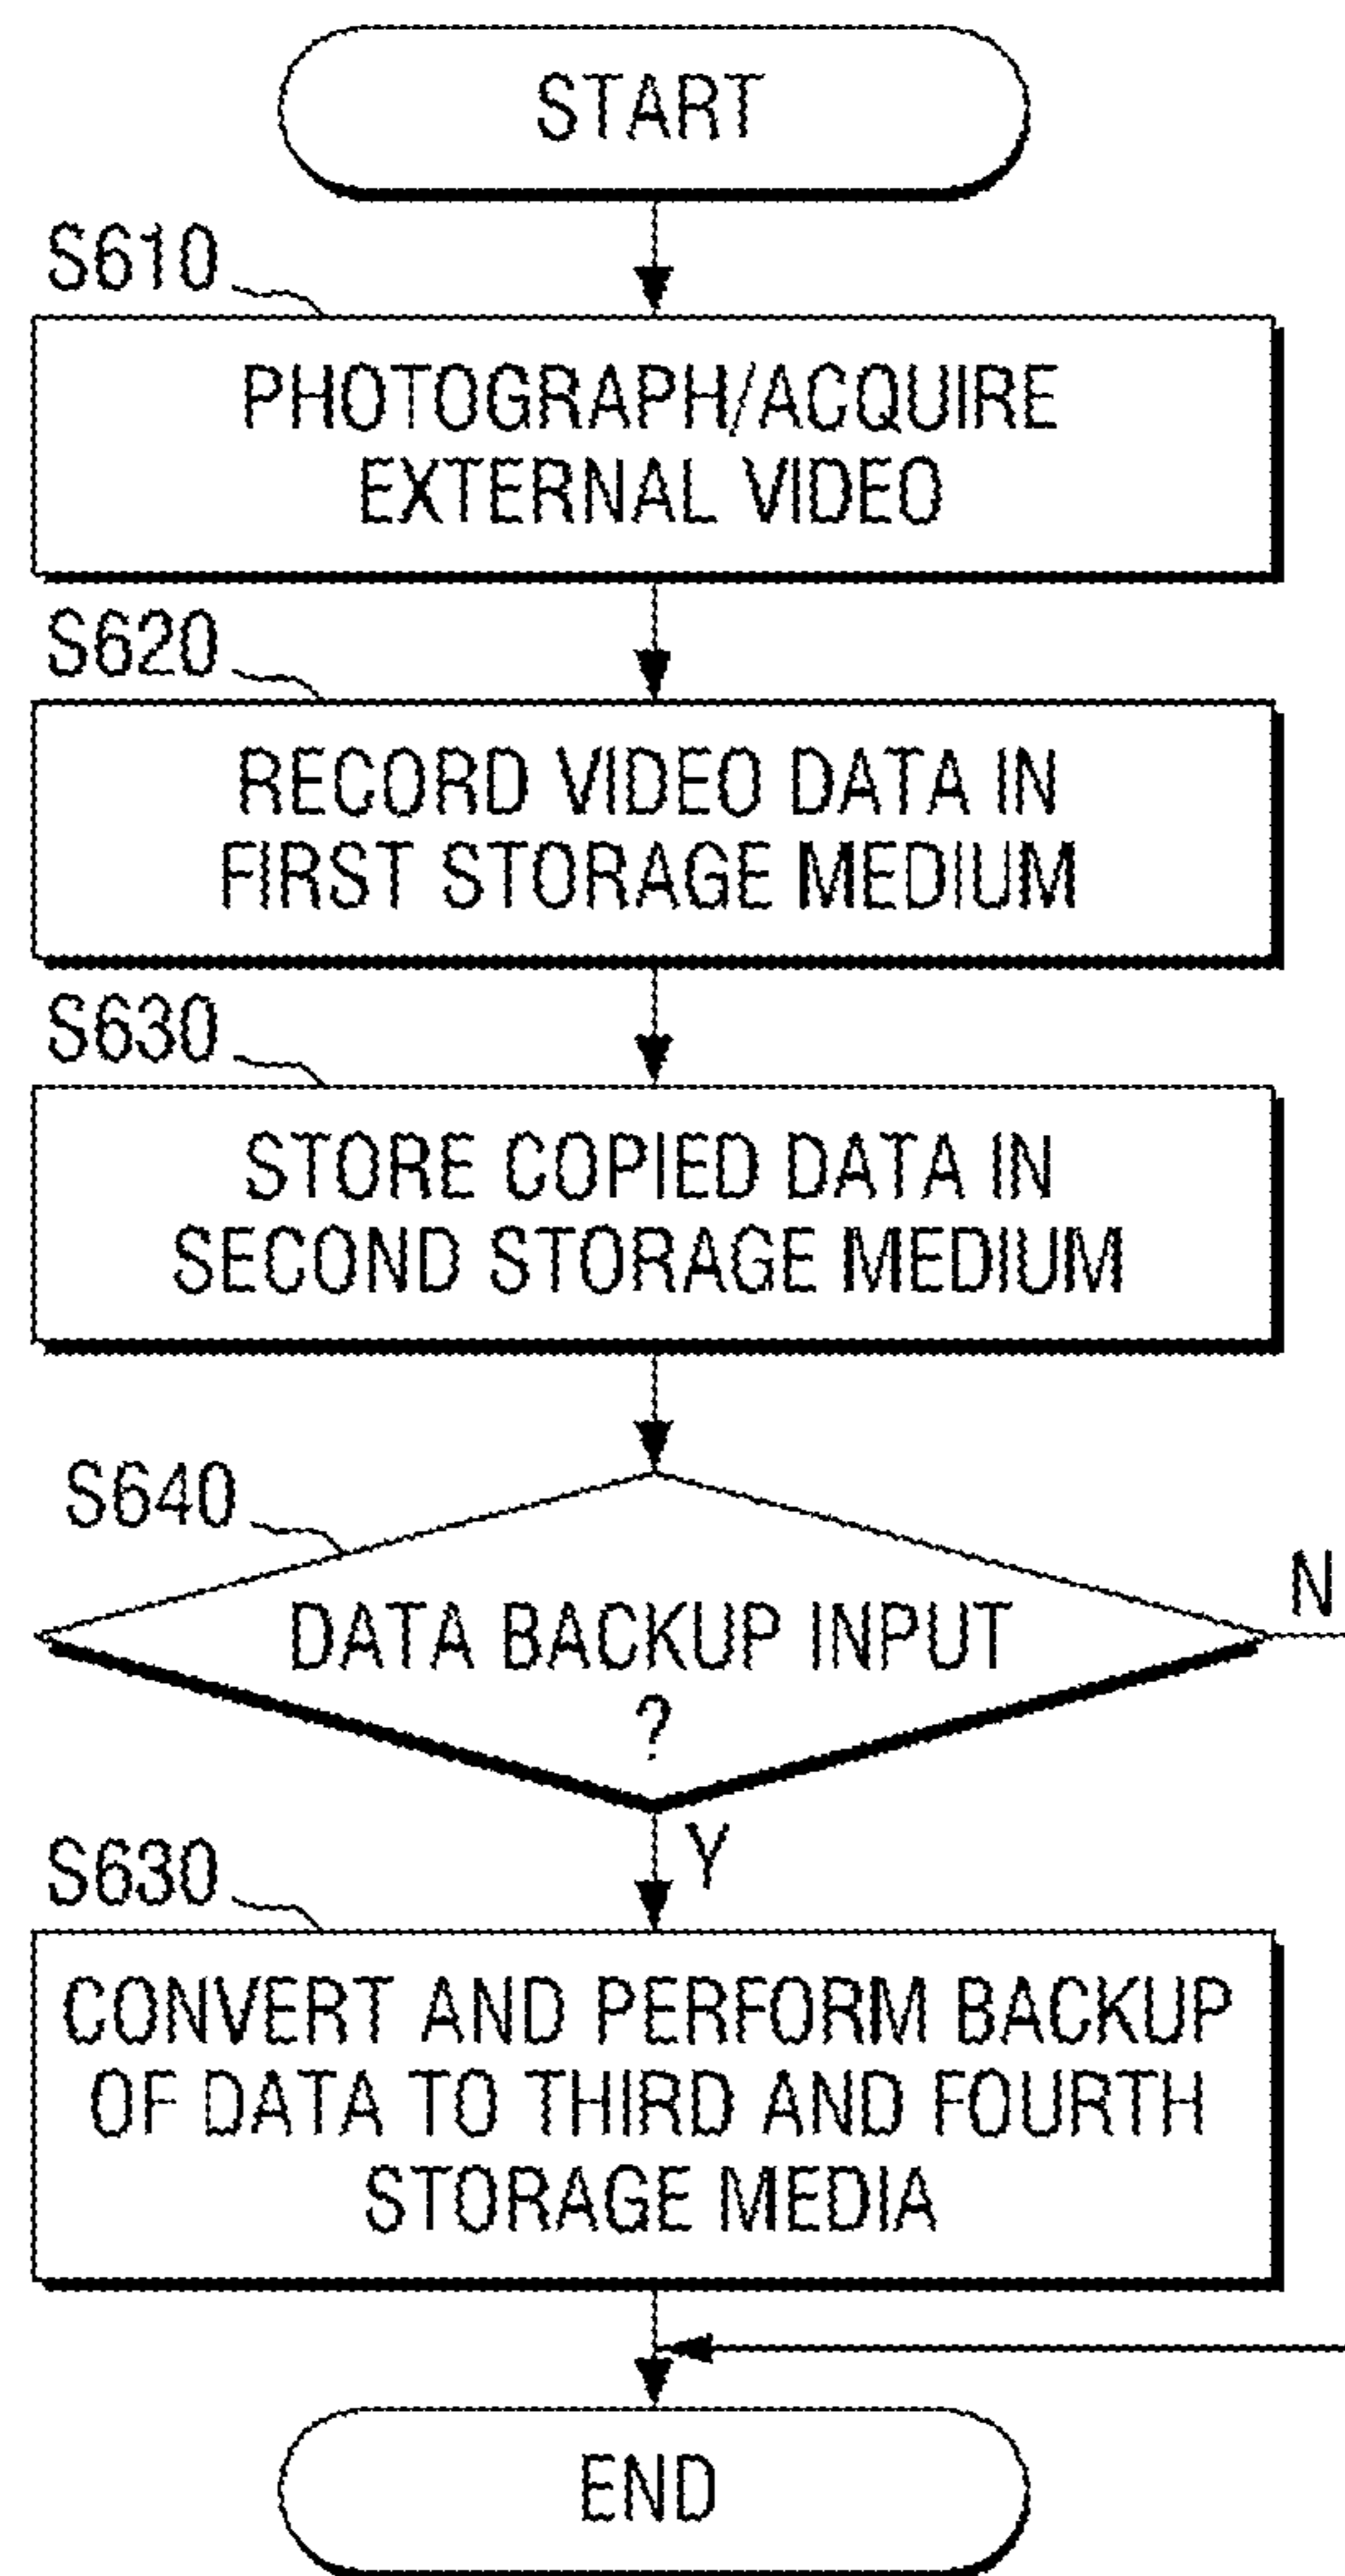 START
S610
PHOTOGRAPH/ACQUIRE
EXTERNAL VIDEO
S620
RECORD VIDEO DATA IN
FIRST STORAGE MEDIUM
S630
STORE COPIED DATA IN
SECOND STORAGE MEDIUM
S640
DATA BACKUP INPUT
?
N
Y
S630
CONVERT AND PERFORM BACKUP
OF DATA TO THIRD AND FOURTH
STORAGE MEDIA
END